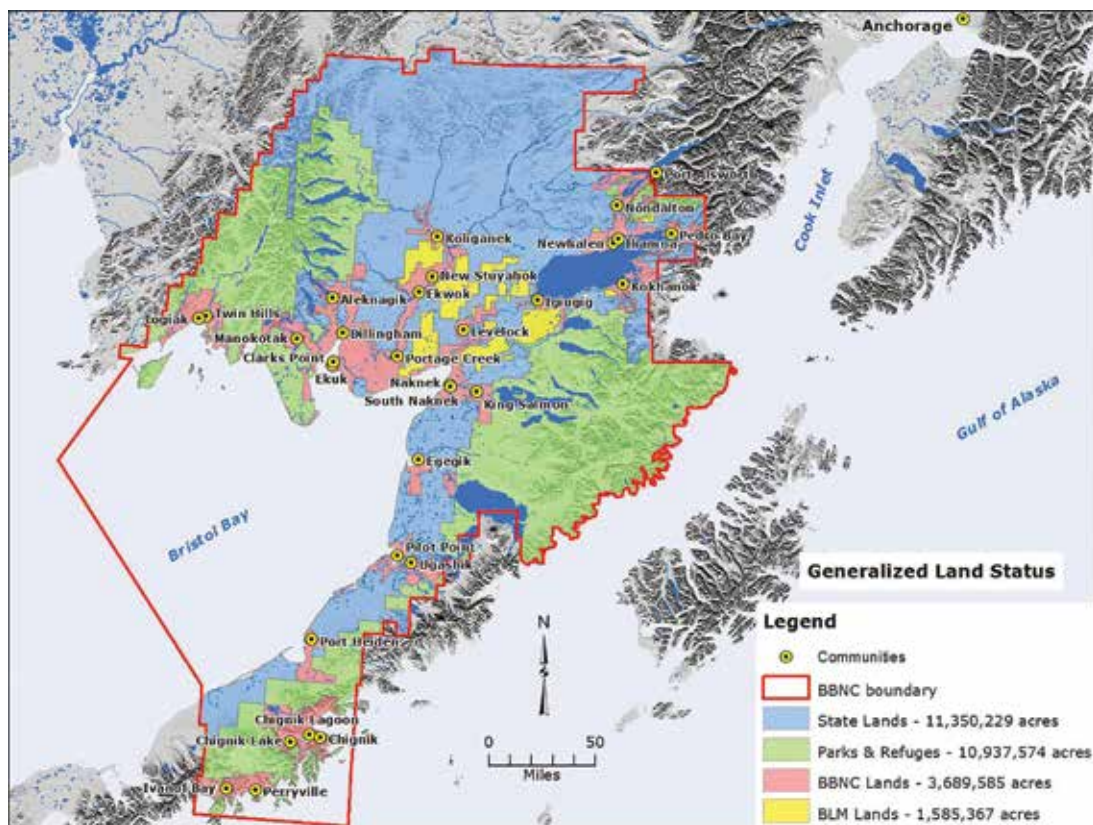 Anchorage
Port Alsworth
Nondalton
Cook Inlet
Koliganek
Newhalen
Iliamna
Pedro Bay
New Stuyahok
Ekwok
Kokhanok
Aleknagik
Igiugig
Togiak
Twin Hills
Levelock
Manokotak
Dillingham
Clarks Point
Portage Creek
Ekuk
Naknek
South Naknek
King Salmon
Gulf of Alaska
Egegik
Bristol Bay
Pilot Point
Ugashik
Generalized Land Status
N
Legend
Port Heiden
Communities
BBNC boundary
Chignik Lagoon
State Lands - 11,350,229 acres
Chignik Lake
Chignik
0
50
Miles
Parks & Refuges - 10,937,574 acres
BBNC Lands - 3,689,585 acres
Ivanof Bay
Perryville
BLM Lands - 1,585,367 acres